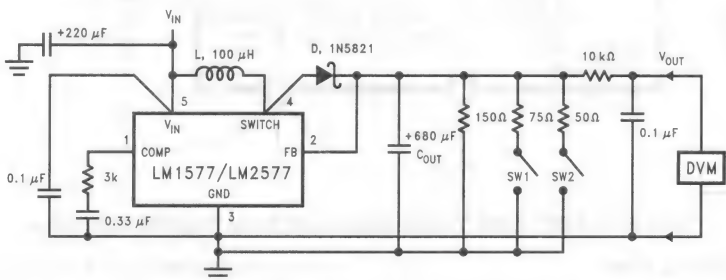 V_IN
+220 μF
L, 100 μH
D, 1N5821
10 kΩ
V_OUT
5
4
V_IN
SWITCH
1
2
COMP
FB
LM1577/LM2577
GND
3
0.1 μF
3k
0.33 μF
+680 μF
C_OUT
150Ω
75Ω
50Ω
SW1
SW2
0.1 μF
DVM